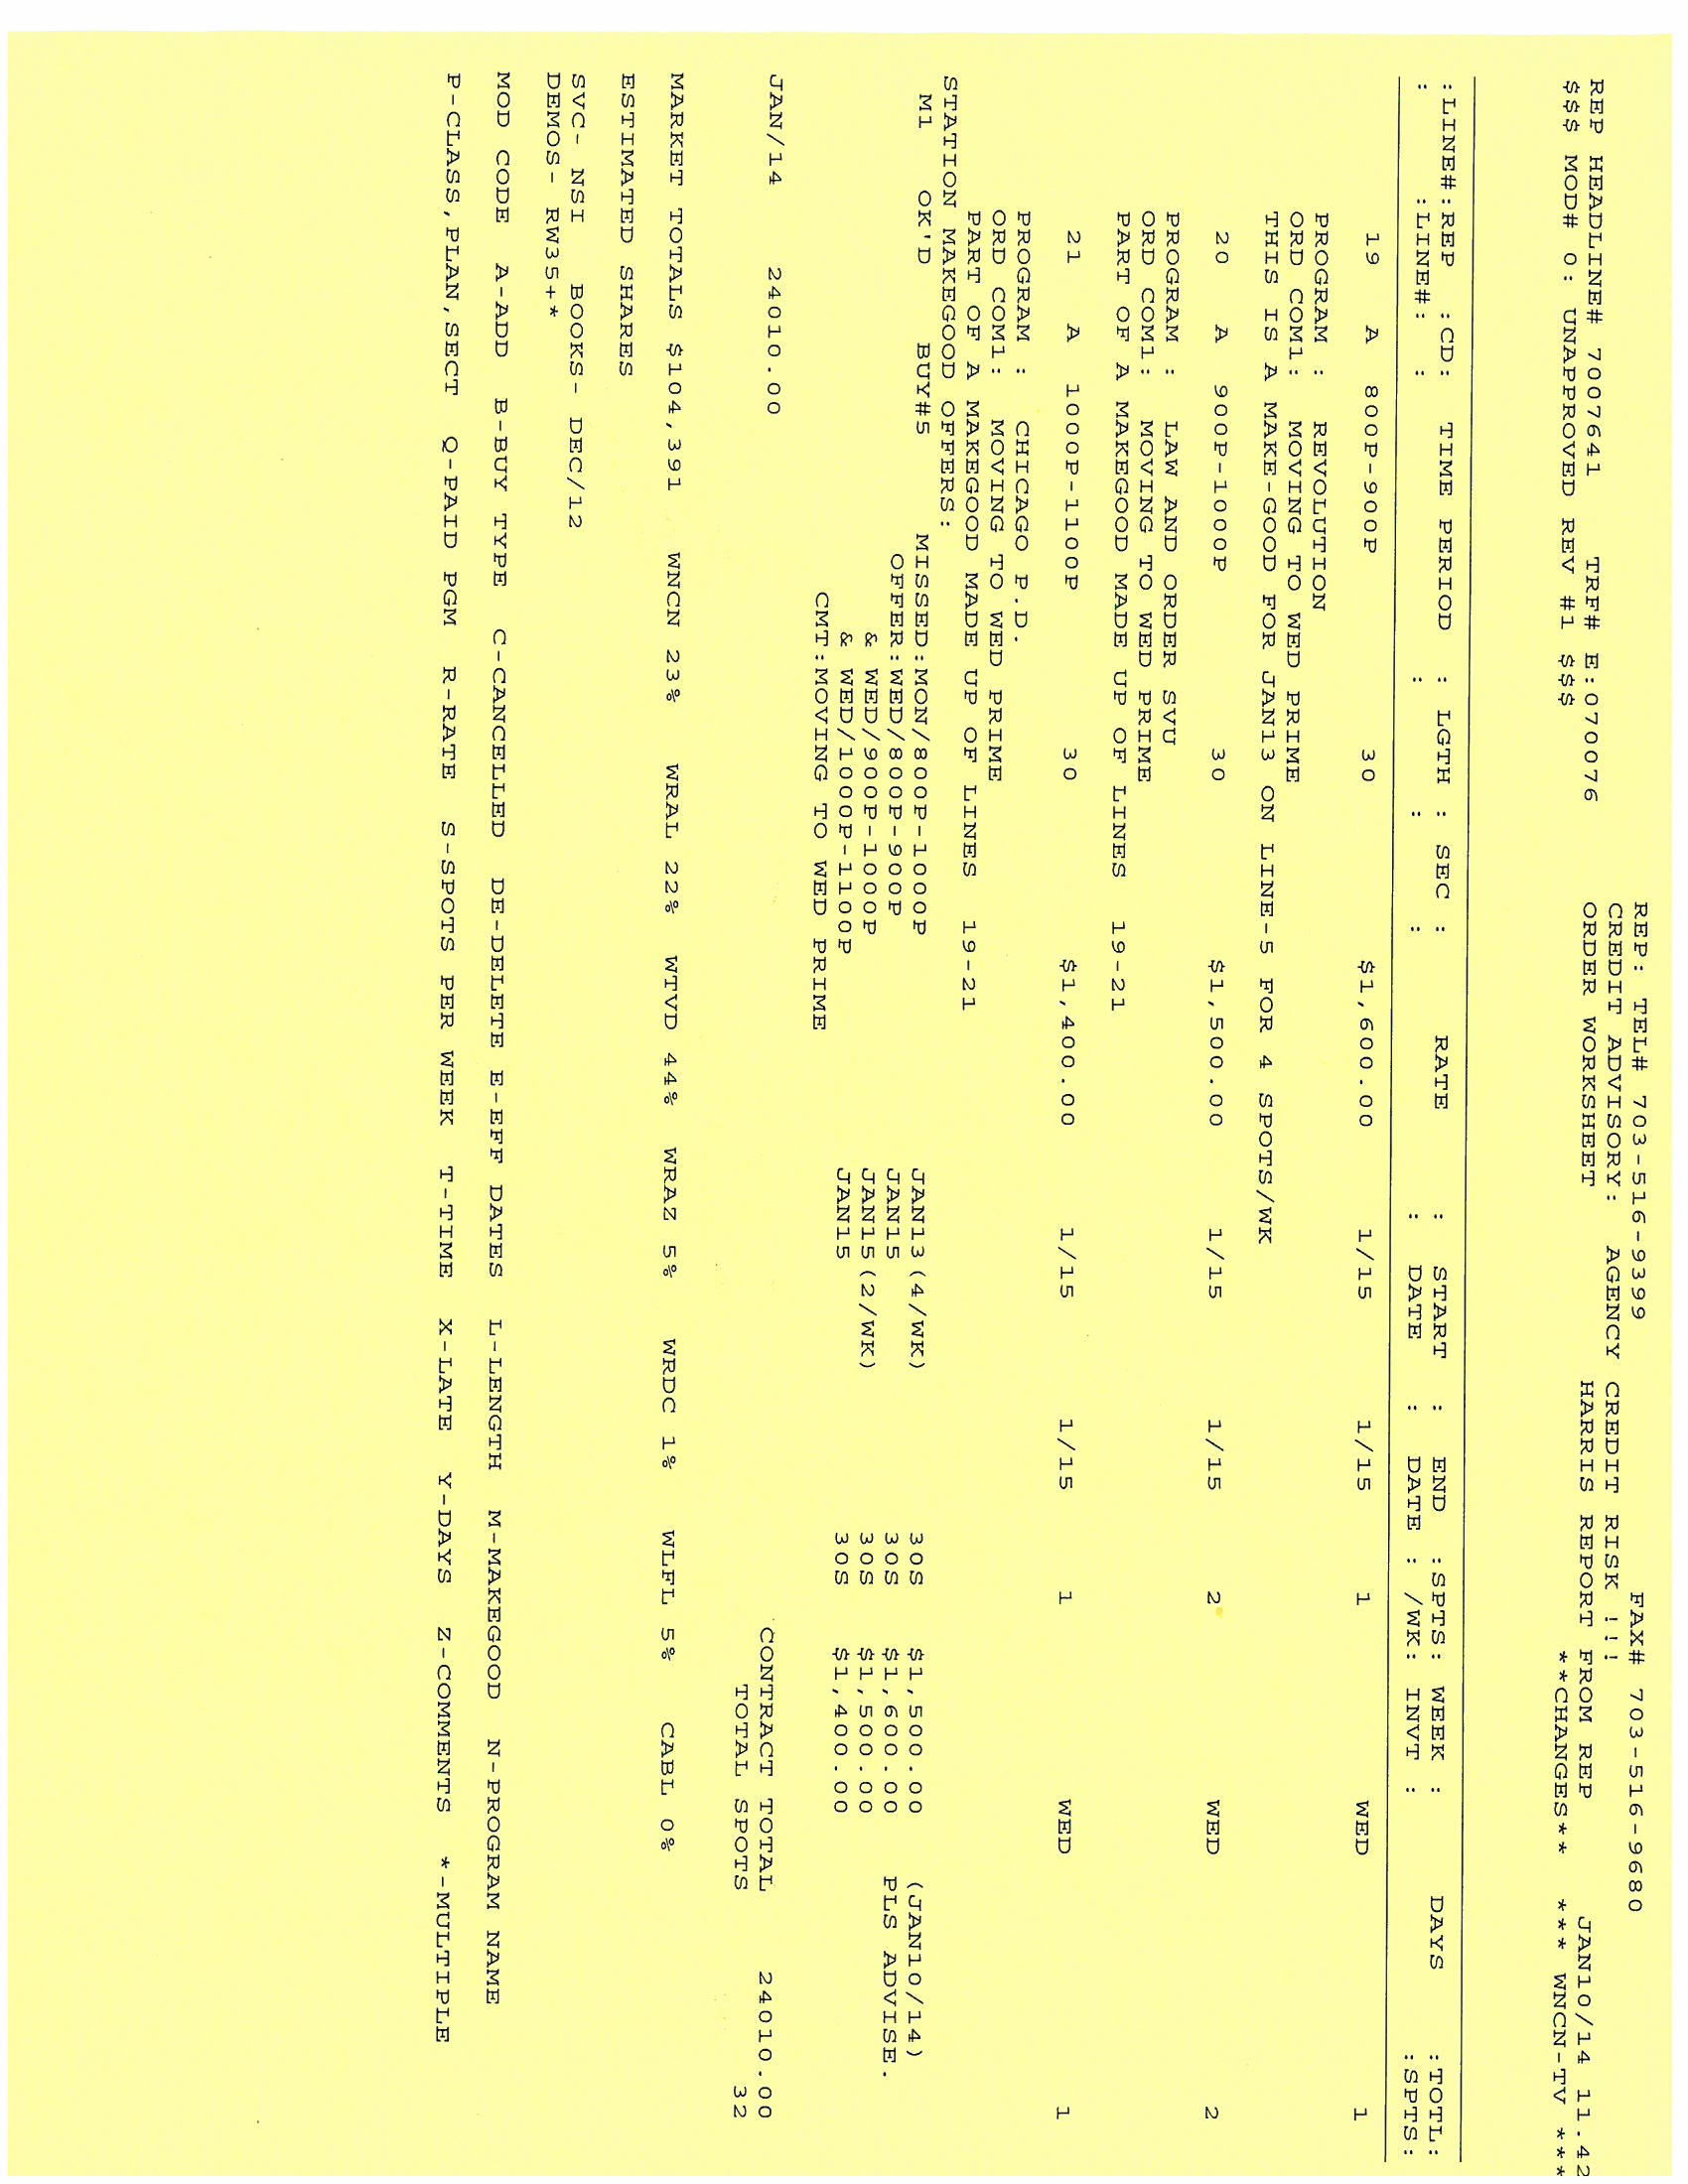 REP: TEL# 703-516-9399 FAX# 703-516-9680
CREDIT ADVISORY: AGENCY CREDIT RISK !!!
REP HEADLINE# 7007641 TRF# E:070076 ORDER WORKSHEET HARRIS REPORT FROM REP JAN10/14 11.42
$$$ MOD# 0: UNAPPROVED REV #1 $$$ **CHANGES** *** WNCN-TV ***
:LINE#:REP :CD: TIME PERIOD : LGTH : SEC : RATE : START : END :SPTS: WEEK : DAYS :TOTL:
: :LINE#: : : : : : DATE : DATE : /WK: INVT : :SPTS:
19 A 800P-900P 30 $1,600.00 1/15 1/15 1 WED 1
PROGRAM : REVOLUTION
ORD COM1: MOVING TO WED PRIME
THIS IS A MAKE-GOOD FOR JAN13 ON LINE-5 FOR 4 SPOTS/WK
20 A 900P-1000P 30 $1,500.00 1/15 1/15 2 WED 2
PROGRAM : LAW AND ORDER SVU
ORD COM1: MOVING TO WED PRIME
PART OF A MAKEGOOD MADE UP OF LINES 19-21
21 A 1000P-1100P 30 $1,400.00 1/15 1/15 1 WED 1
PROGRAM : CHICAGO P.D.
ORD COM1: MOVING TO WED PRIME
PART OF A MAKEGOOD MADE UP OF LINES 19-21
STATION MAKEGOOD OFFERS:
M1 OK'D BUY#5 MISSED:MON/800P-1000P JAN13(4/WK) 30S $1,500.00 (JAN10/14)
OFFER:WED/800P-900P JAN15 30S $1,600.00 PLS ADVISE.
& WED/900P-1000P JAN15(2/WK) 30S $1,500.00
& WED/1000P-1100P JAN15 30S $1,400.00
CMT:MOVING TO WED PRIME
JAN/14 24010.00 CONTRACT TOTAL 24010.00
TOTAL SPOTS 32
MARKET TOTALS $104,391 WNCN 23% WRAL 22% WTVD 44% WRAZ 5% WRDC 1% WLFL 5% CABL 0%
ESTIMATED SHARES
SVC- NSI BOOKS- DEC/12
DEMOS- RW35+*
MOD CODE A-ADD B-BUY TYPE C-CANCELLED DE-DELETE E-EFF DATES L-LENGTH M-MAKEGOOD N-PROGRAM NAME
P-CLASS,PLAN,SECT Q-PAID PGM R-RATE S-SPOTS PER WEEK T-TIME X-LATE Y-DAYS Z-COMMENTS *-MULTIPLE